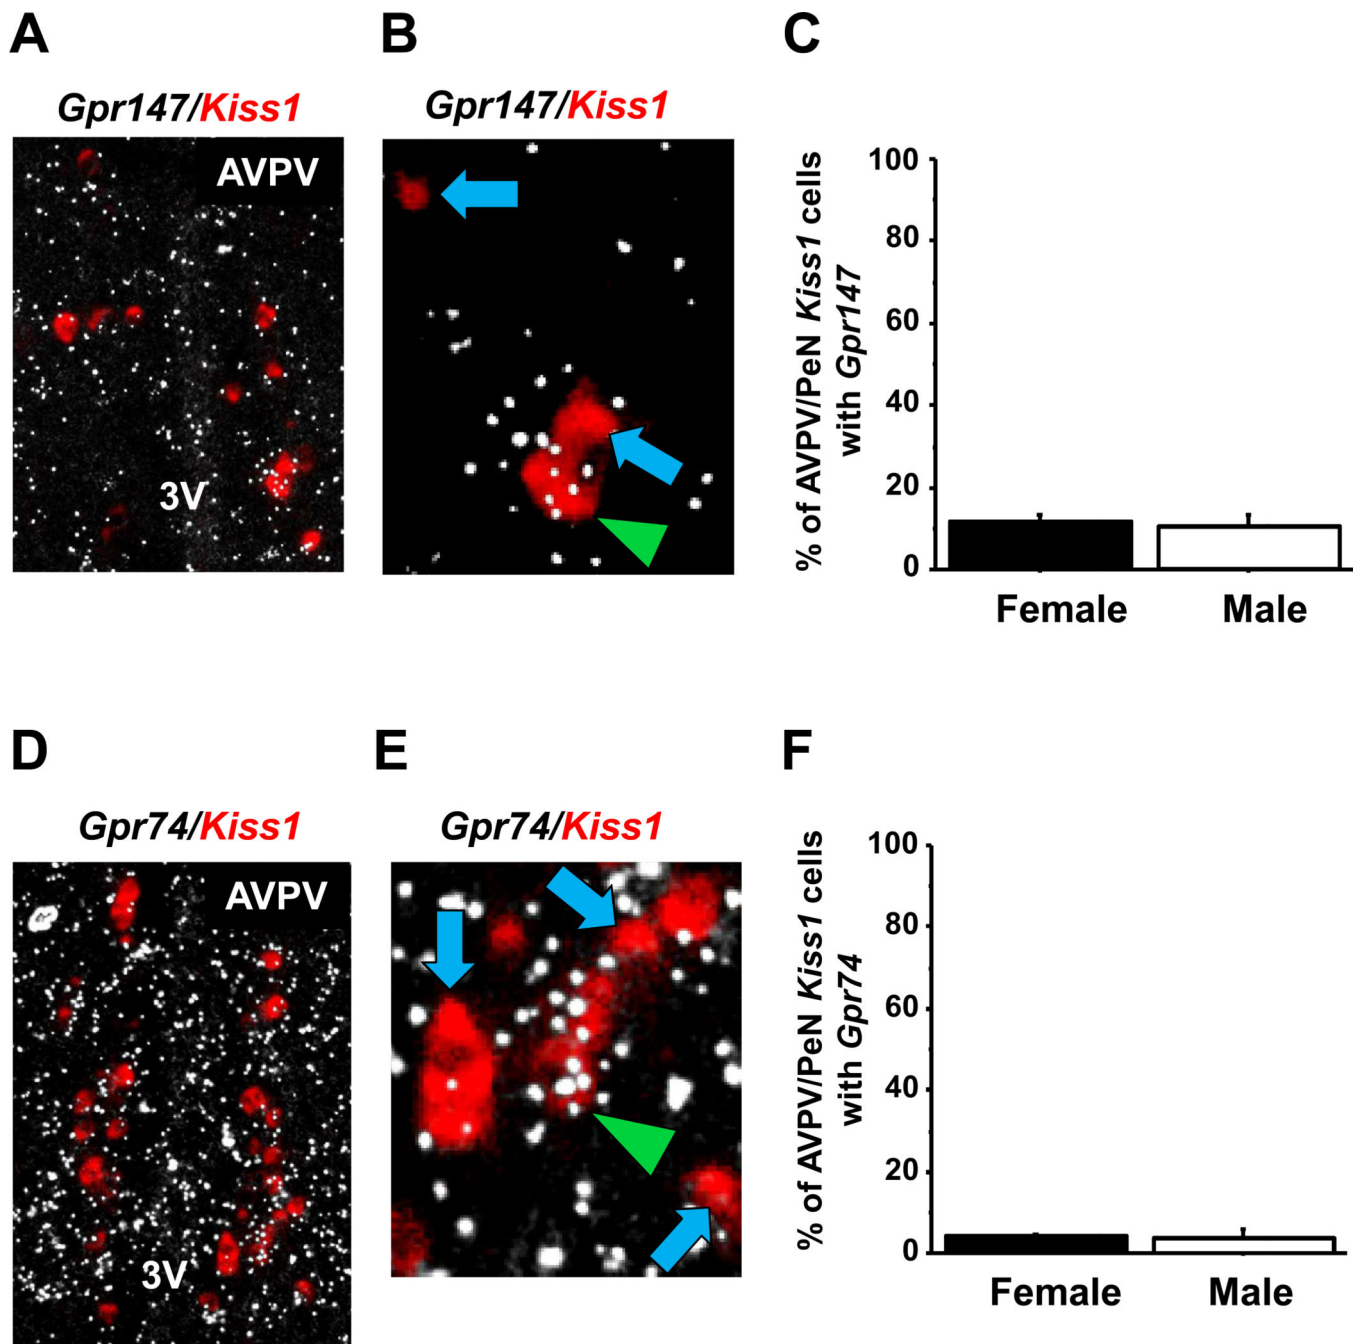 A
B
C
Gpr147/Kiss1
AVPV
3V
Gpr147/Kiss1
% of AVPV/PeN Kiss1 cells
with Gpr147
100
80
60
40
20
0
Female
Male
D
E
F
Gpr74/Kiss1
AVPV
3V
Gpr74/Kiss1
% of AVP/PeN Kiss1 cells
with Gpr74
100
80
60
40
20
0
Female
Male